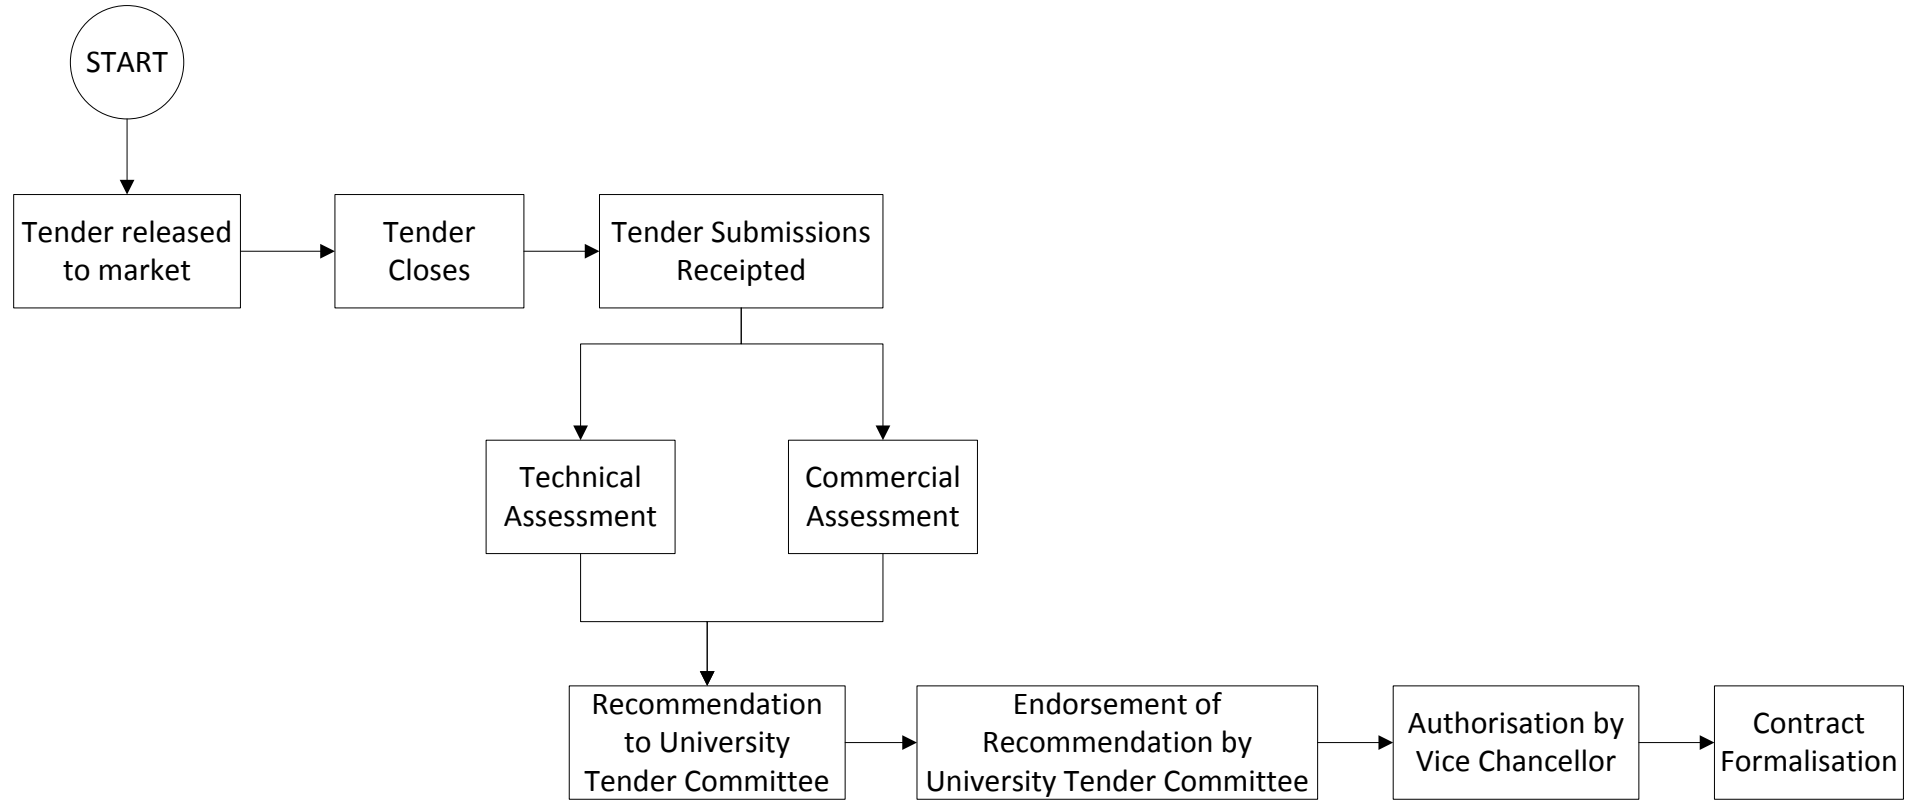 START
Tender released
to market
Tender
Closes
Tender Submissions
Receipted
Technical
Assessment
Commercial
Assessment
Recommendation
to University
Tender Committee
Endorsement of
Recommendation by
University Tender Committee
Authorisation by
Vice Chancellor
Contract
Formalisation